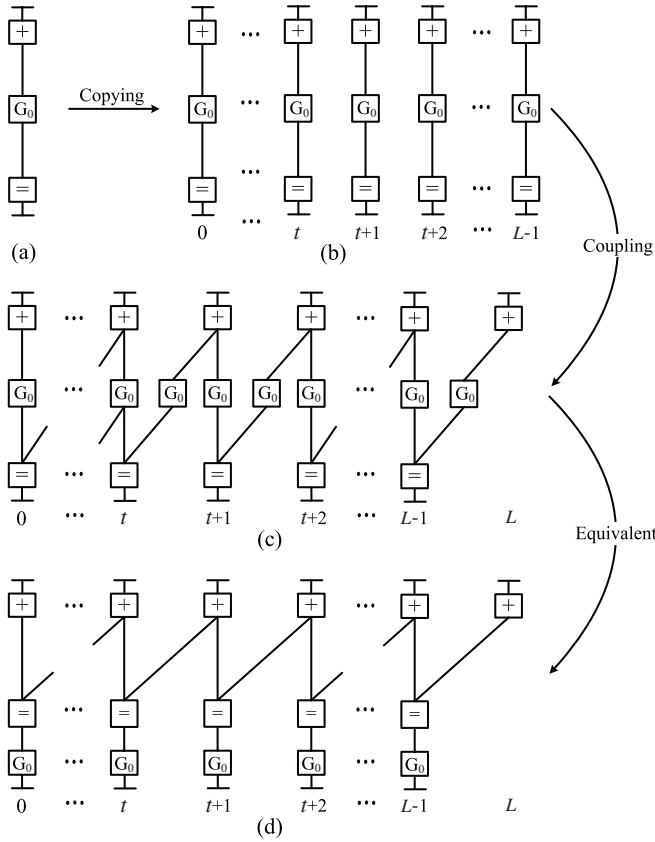 + + ... + + + ... +
G₀ Copying G₀ ... G₀ G₀ G₀ ... G₀
= = ... = = = ... =
0 ... t t+1 t+2 ... L-1
(a) (b)
Coupling
+ ... + + + ... + +
G₀ ... G₀ G₀ G₀ G₀ G₀ G₀ G₀
= ... = = = =
0 ... t t+1 t+2 ... L-1 L
(c)
Equivalent
+ ... + + + ... + +
= ... = = = ... =
G₀ ... G₀ G₀ G₀ ... G₀
0 ... t t+1 t+2 ... L-1 L
(d)